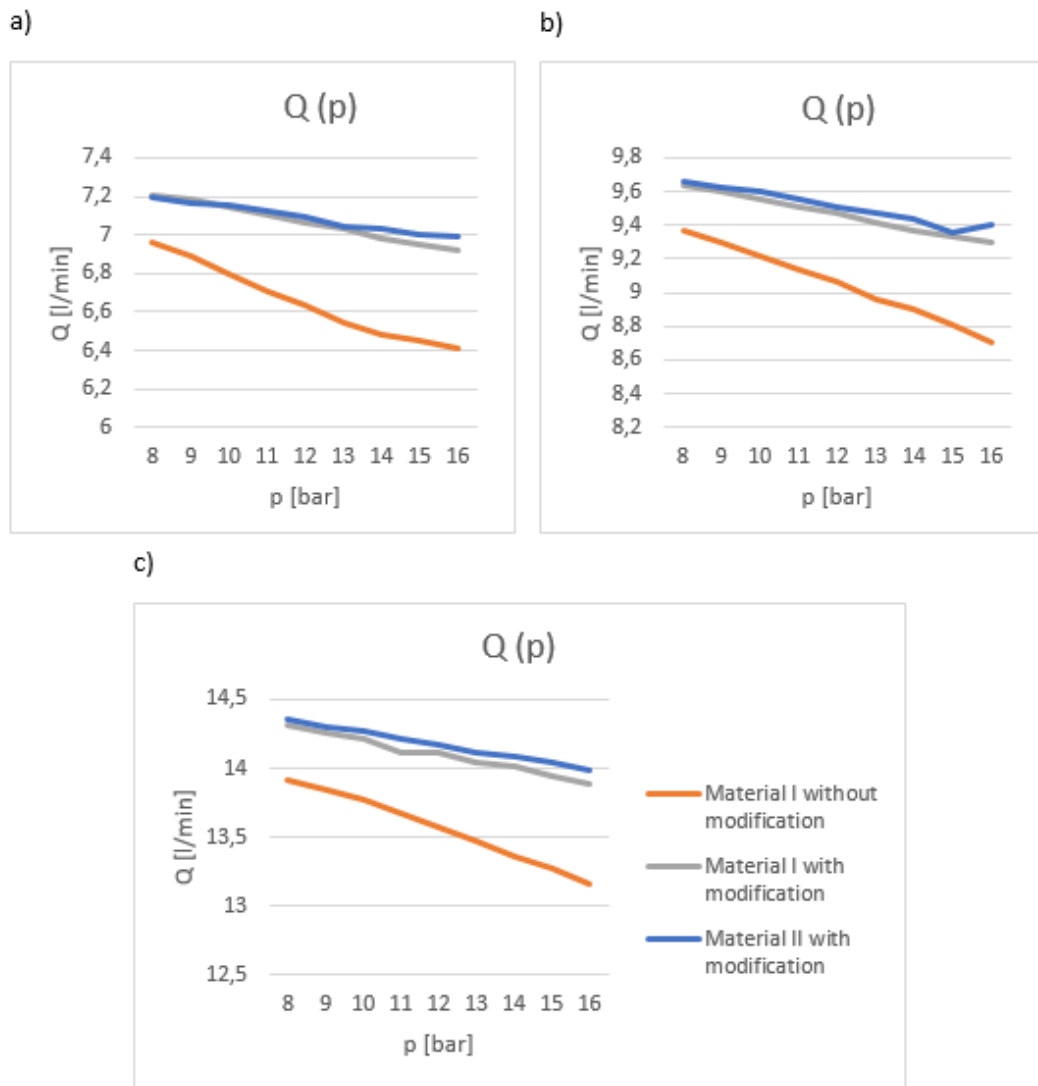 a)
Q (p)
Q [l/min]
7,4
7,2
7
6,8
6,6
6,4
6,2
6
8 9 10 11 12 13 14 15 16
p [bar]
b)
Q (p)
Q [l/min]
9,8
9,6
9,4
9,2
9
8,8
8,6
8,4
8,2
8 9 10 11 12 13 14 15 16
p [bar]
c)
Q (p)
Q [l/min]
14,5
14
13,5
13
12,5
8 9 10 11 12 13 14 15 16
p [bar]
Material I without
modification
Material I with
modification
Material II with
modification